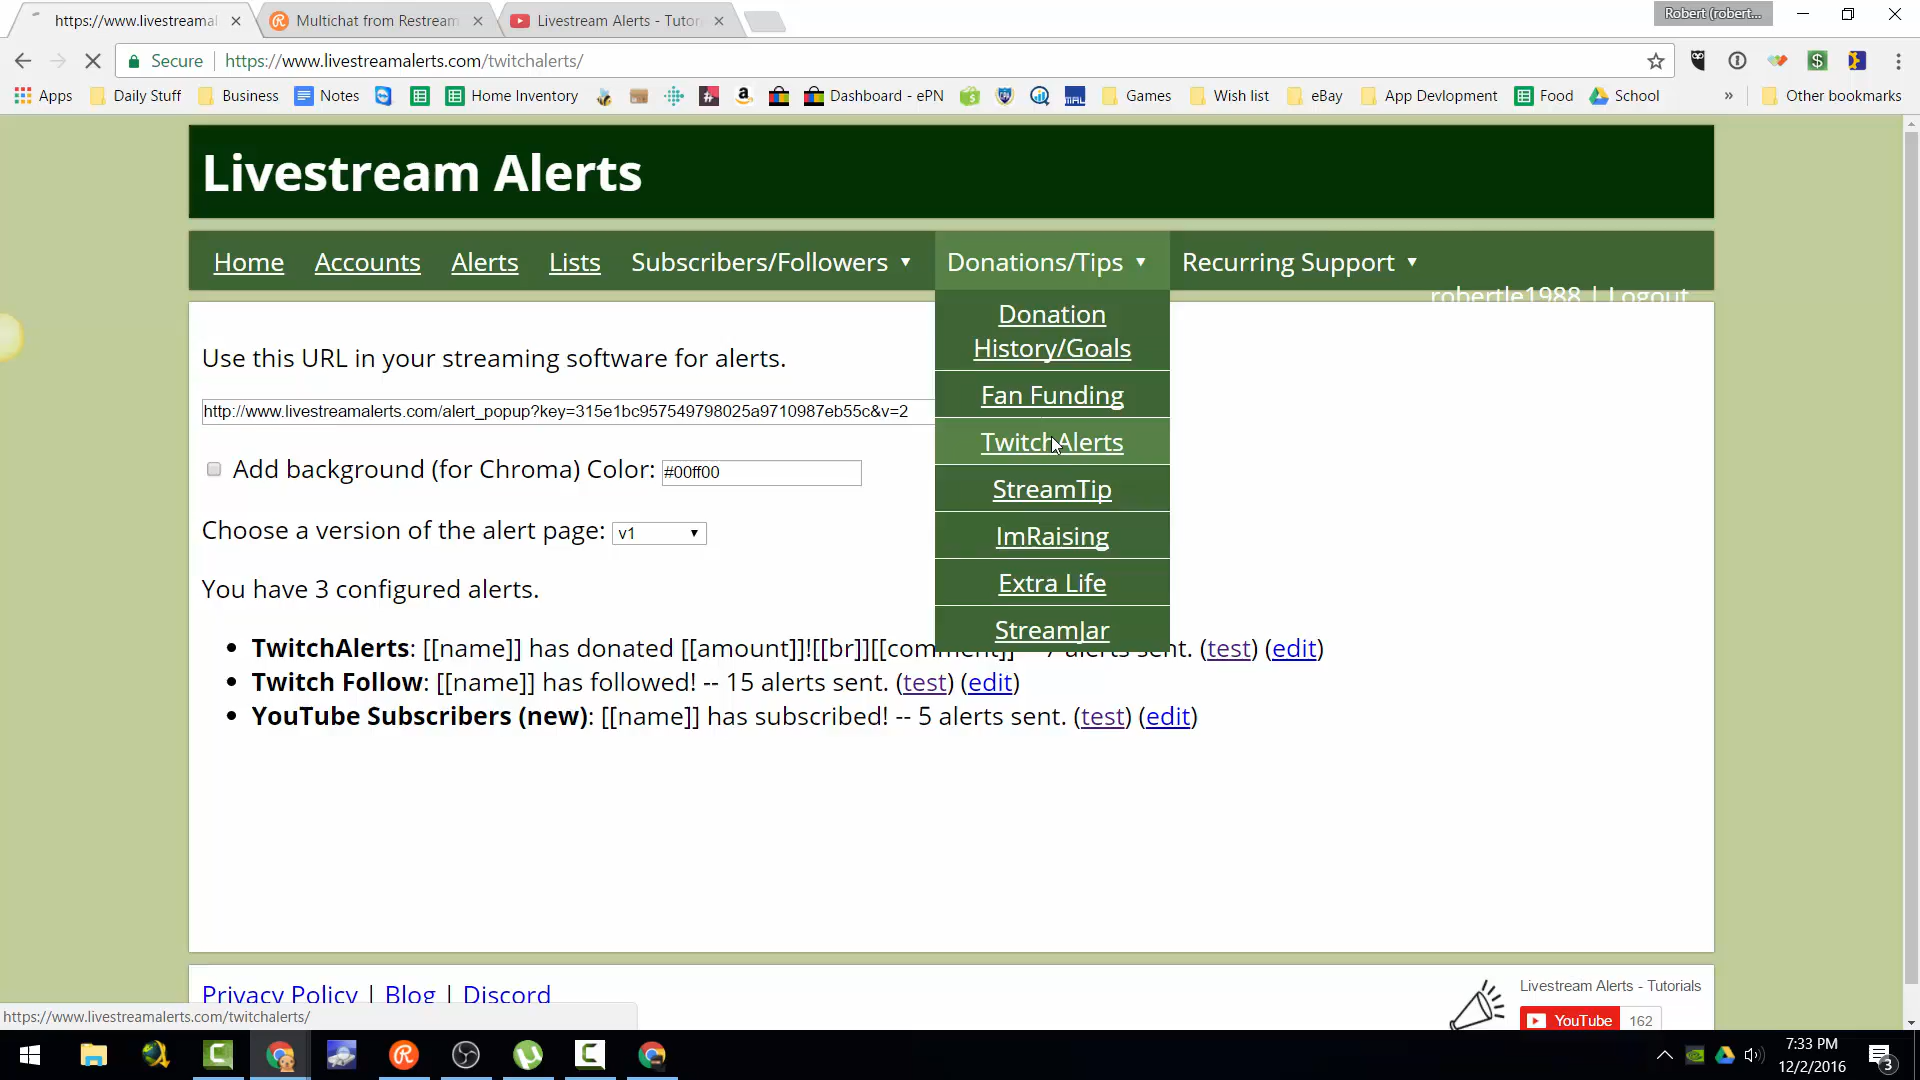 https://www.livestreamal
Multichat from Restream
Livestream Alerts - Tutor
Robert (robert...
Secure
https://www.livestreamalerts.com/twitchalerts/
Apps
Daily Stuff
Business
Notes
Home Inventory
Dashboard - ePN
Games
Wish list
eBay
App Devlopment
Food
School
»
Other bookmarks
Livestream Alerts
Home Accounts Alerts Lists Subscribers/Followers ▼ Donations/Tips ▼ Recurring Support ▼
robertle1988 | Logout
Donation
History/Goals
Fan Funding
TwitchAlerts
StreamTip
ImRaising
Extra Life
StreamJar
Use this URL in your streaming software for alerts.
http://www.livestreamalerts.com/alert_popup?key=315e1bc957549798025a9710987eb55c&v=2
Add background (for Chroma) Color: #00ff00
Choose a version of the alert page: v1
You have 3 configured alerts.
• TwitchAlerts: [[name]] has donated [[amount]]![[br]][[comment]] -- 7 alerts sent. (test) (edit)
• Twitch Follow: [[name]] has followed! -- 15 alerts sent. (test) (edit)
• YouTube Subscribers (new): [[name]] has subscribed! -- 5 alerts sent. (test) (edit)
Privacy Policy | Blog | Discord
Livestream Alerts - Tutorials
YouTube 162
https://www.livestreamalerts.com/twitchalerts/
7:33 PM
12/2/2016
3